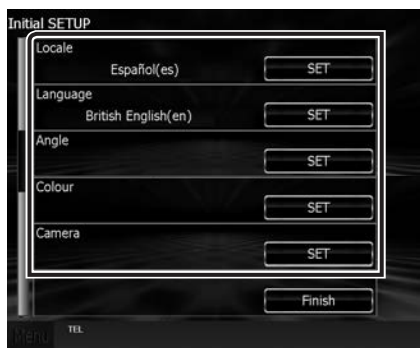 Initial SETUP
Locale
Español(es) SET
Language
British English(en) SET
Angle
SET
Colour
SET
Camera
SET
Finish
Menu TEL